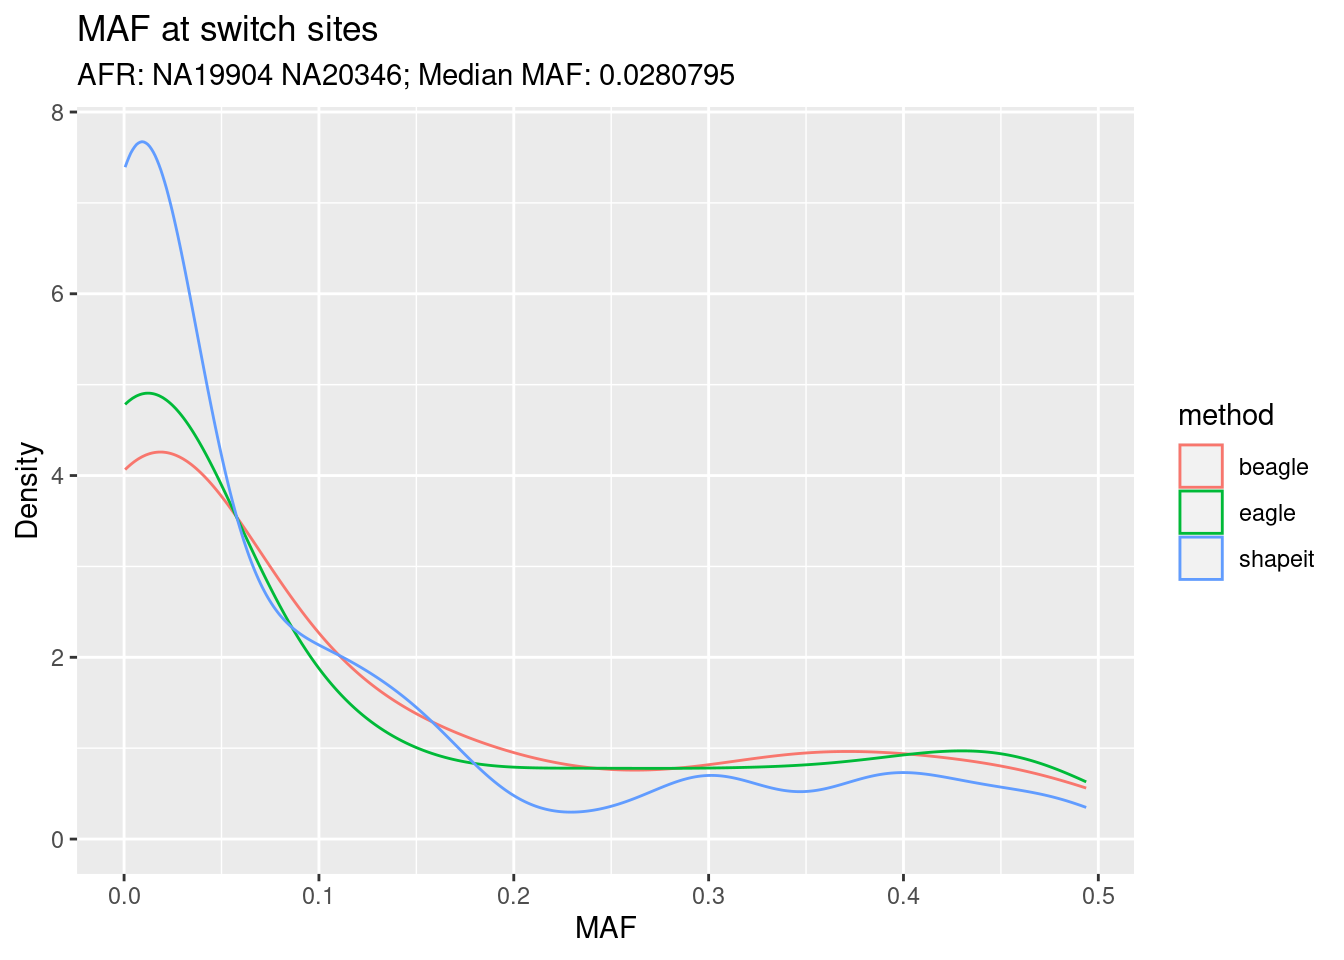 MAF at switch sites
AFR: NA19904 NA20346; Median MAF: 0.0280795
8
6
4
2
0
Density
0.0
0.1
0.2
0.3
0.4
0.5
MAF
method
beagle
eagle
shapeit